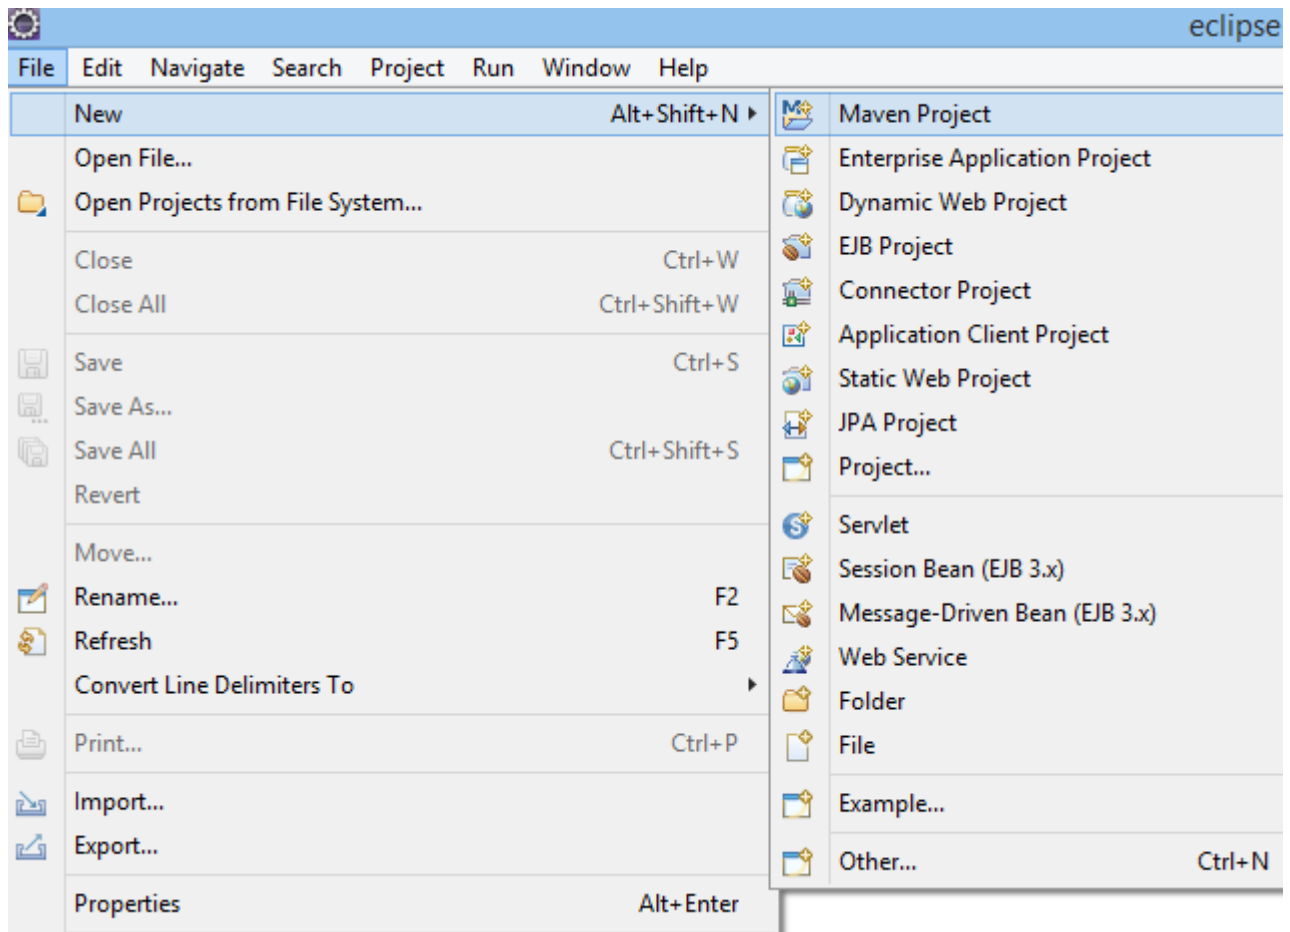 eclipse
File Edit Navigate Search Project Run Window Help
New Alt+Shift+N
Open File...
Open Projects from File System...
Close Ctrl+W
Close All Ctrl+Shift+W
Save Ctrl+S
Save As...
Save All Ctrl+Shift+S
Revert
Move...
Rename... F2
Refresh F5
Convert Line Delimiters To
Print... Ctrl+P
Import...
Export...
Properties Alt+Enter
Maven Project
Enterprise Application Project
Dynamic Web Project
EJB Project
Connector Project
Application Client Project
Static Web Project
JPA Project
Project...
Servlet
Session Bean (EJB 3.x)
Message-Driven Bean (EJB 3.x)
Web Service
Folder
File
Example...
Other... Ctrl+N